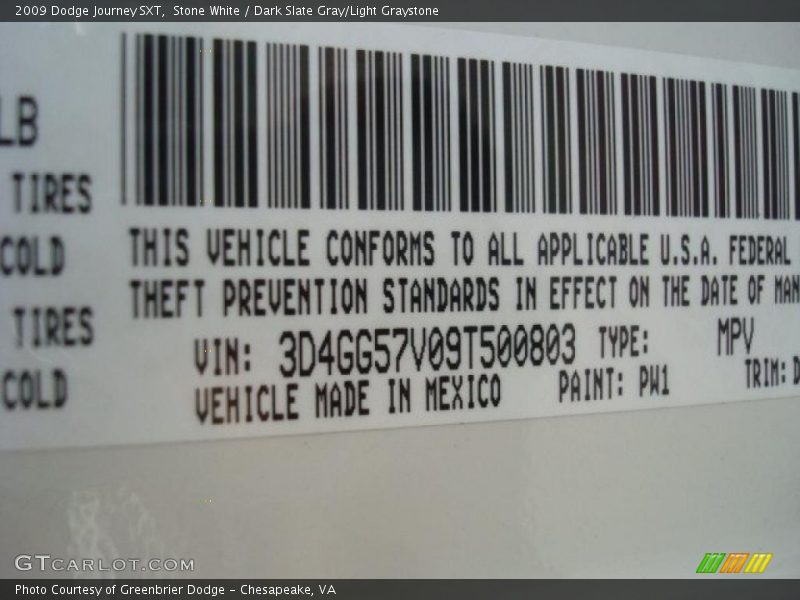 2009 Dodge Journey SXT,  Stone White / Dark Slate Gray/Light Graystone
LB
TIRES
COLD
TIRES
COLD
THIS VEHICLE CONFORMS TO ALL APPLICABLE U.S.A. FEDERAL
THEFT PREVENTION STANDARDS IN EFFECT ON THE DATE OF MAN
VIN: 3D4GG57V09T500803 TYPE: MPV
VEHICLE MADE IN MEXICO PAINT: PW1 TRIM: D
GTCARLOT.COM
Photo Courtesy of Greenbrier Dodge - Chesapeake, VA